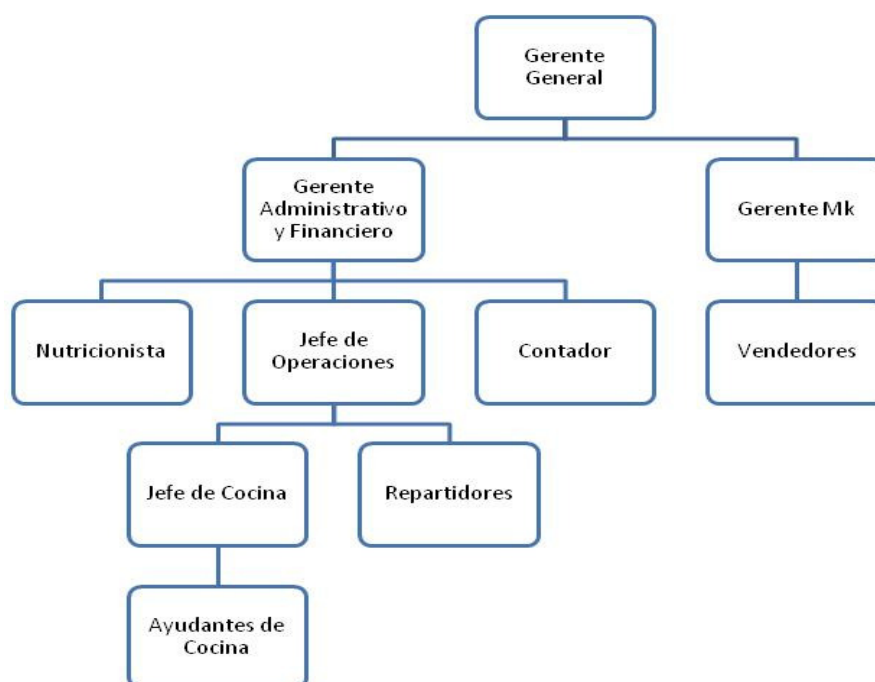 Gerente
General
Gerente
Administrativo
y Financiero
Gerente Mk
Nutricionista
Jefe de
Operaciones
Contador
Vendedores
Jefe de Cocina
Repartidores
Ayudantes de
Cocina